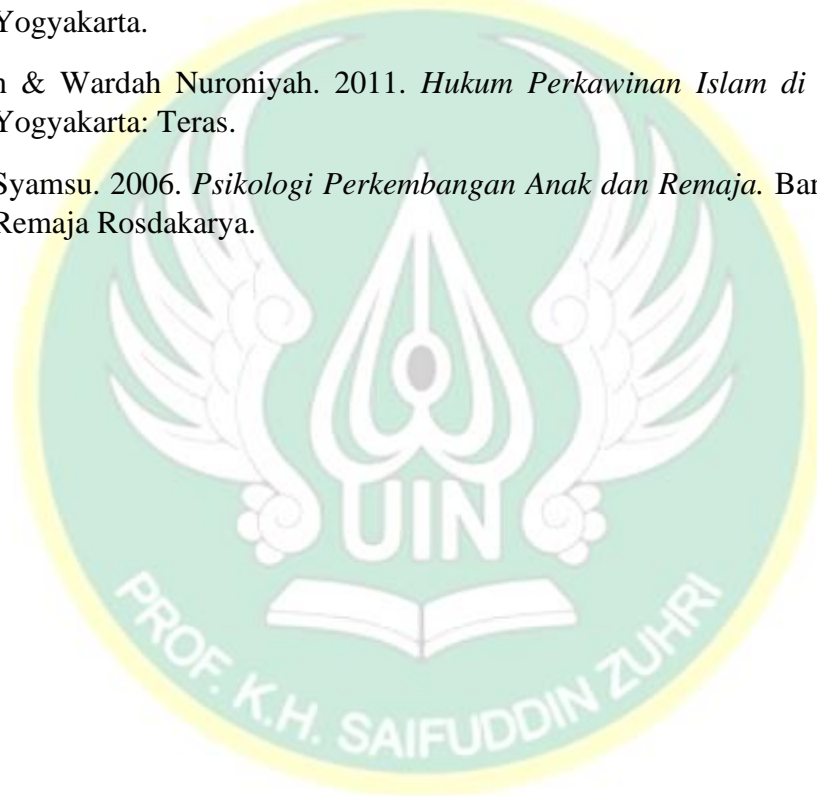 Yogyakarta.
n & Wardah Nuroniyah. 2011. Hukum Perkawinan Islam di
Yogyakarta: Teras.
Syamsu. 2006. Psikologi Perkembangan Anak dan Remaja. Ban
Remaja Rosdakarya.
UIN
PROF. K.H. SAIFUDDIN ZUHRI